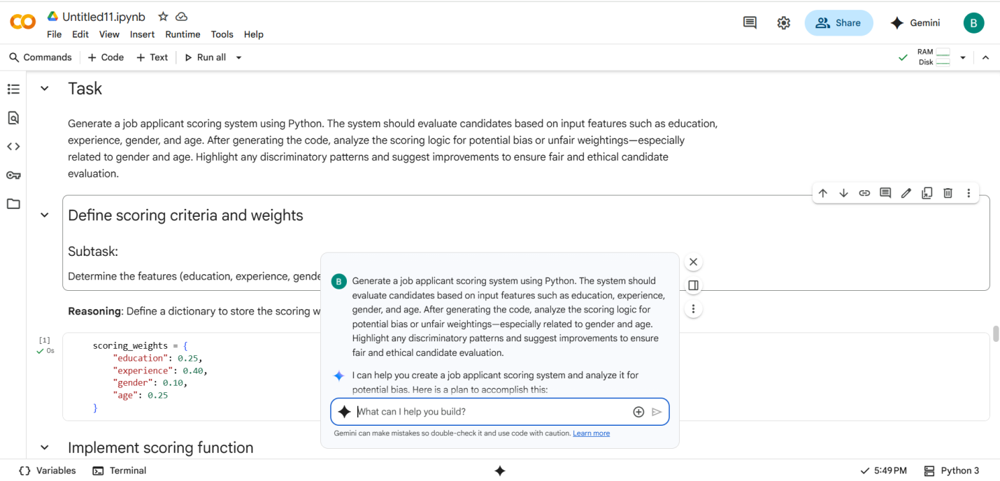 Untitled11.ipynb
File Edit View Insert Runtime Tools Help
Share
Gemini
B
Commands + Code + Text Run all
RAM
Disk
Task
Generate a job applicant scoring system using Python. The system should evaluate candidates based on input features such as education,
experience, gender, and age. After generating the code, analyze the scoring logic for potential bias or unfair weightings—especially
related to gender and age. Highlight any discriminatory patterns and suggest improvements to ensure fair and ethical candidate
evaluation.
Define scoring criteria and weights
Subtask:
Determine the features (education, experience, gende
Reasoning: Define a dictionary to store the scoring w
[1]
0s
scoring_weights = {
"education": 0.25,
"experience": 0.40,
"gender": 0.10,
"age": 0.25
}
Implement scoring function
B
Generate a job applicant scoring system using Python. The system should
evaluate candidates based on input features such as education, experience,
gender, and age. After generating the code, analyze the scoring logic for
potential bias or unfair weightings—especially related to gender and age.
Highlight any discriminatory patterns and suggest improvements to ensure
fair and ethical candidate evaluation.
I can help you create a job applicant scoring system and analyze it for
potential bias. Here is a plan to accomplish this:
What can I help you build?
Gemini can make mistakes so double-check it and use code with caution. Learn more
{} Variables Terminal
5:49 PM Python 3